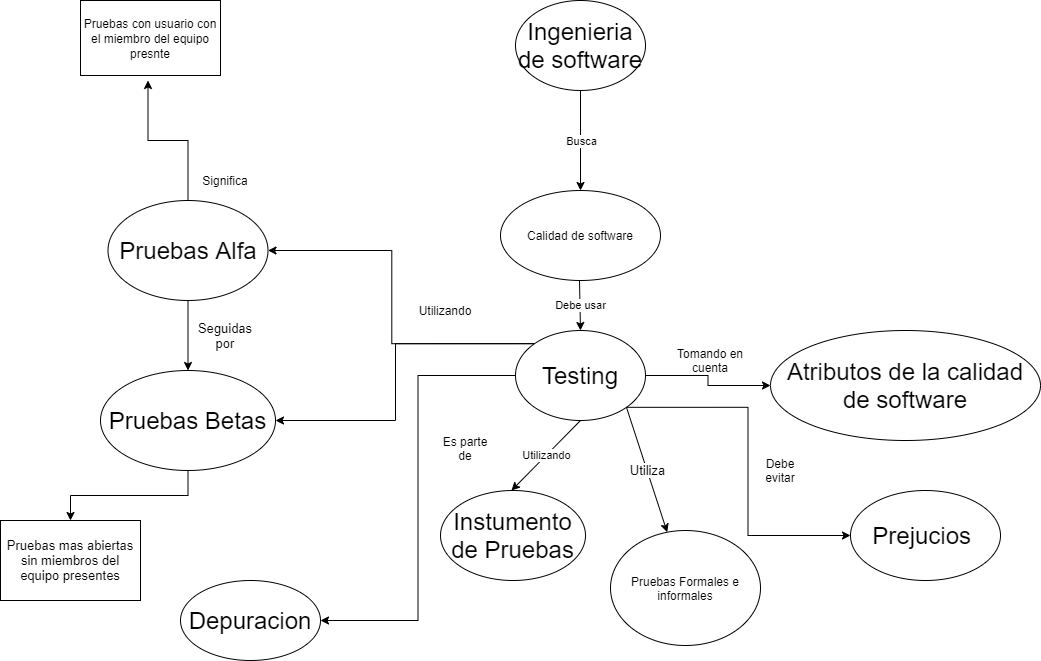 Pruebas con usuario con
el miembro del equipo
presnte
Ingenieria
de software
Busca
Significa
Calidad de software
Pruebas Alfa
Utilizando
Debe usar
Seguidas
por
Testing
Tomando en
cuenta
Atributos de la calidad
de software
Pruebas Betas
Es parte
de
Utilizando
Utiliza
Debe
evitar
Instumento
de Pruebas
Prejucios
Pruebas mas abiertas
sin miembros del
equipo presentes
Pruebas Formales e
informales
Depuracion